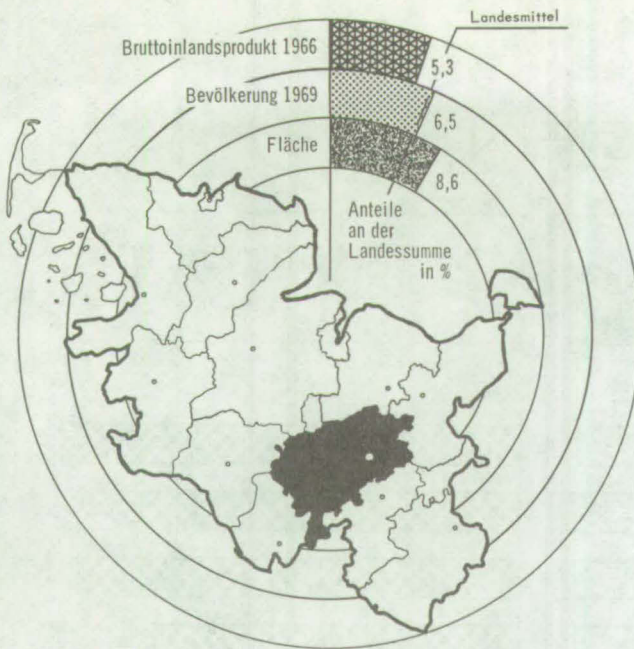 Landesmittel
Bruttoinlandsprodukt 1966
5,3
Bevölkerung 1969
6,5
Fläche
8,6
Anteile
an der
Landessumme
in %